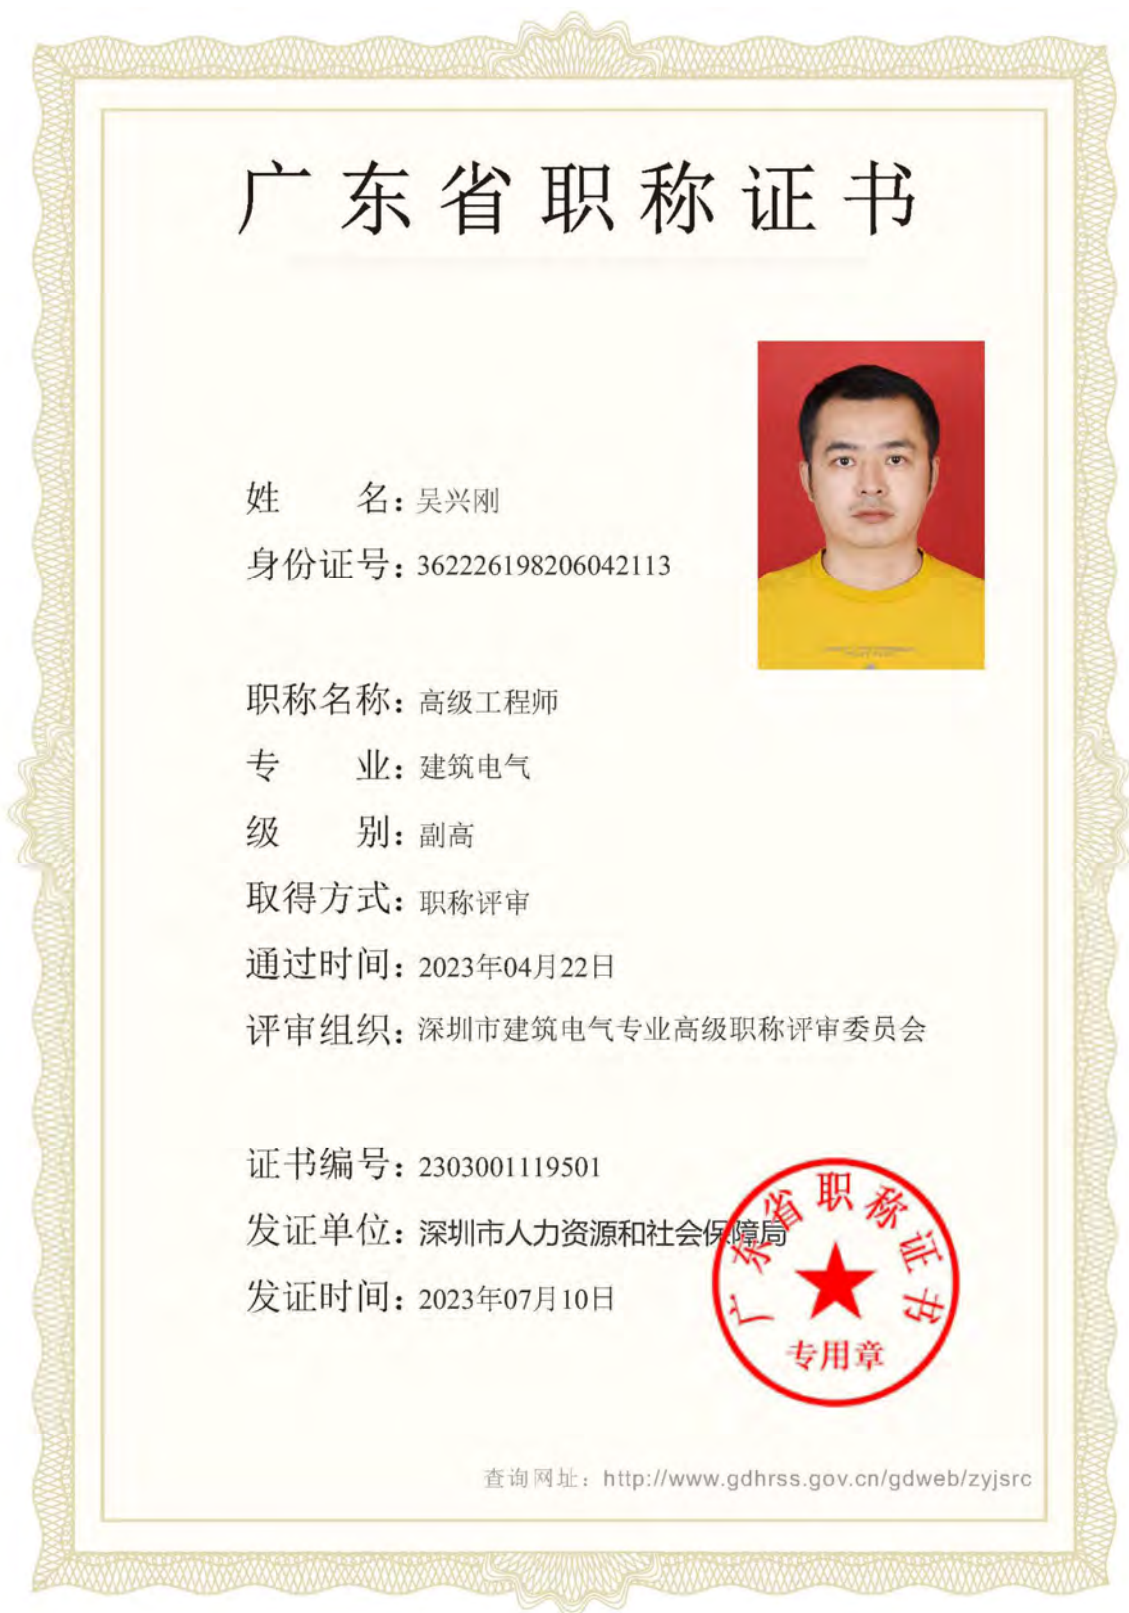 广东省职称证书
姓 名：吴兴刚
身份证号：362226198206042113
职称名称：高级工程师
专 业：建筑电气
级 别：副高
取得方式：职称评审
通过时间：2023年04月22日
评审组织：深圳市建筑电气专业高级职称评审委员会
证书编号：2303001119501
发证单位：深圳市人力资源和社会保障局
发证时间：2023年07月10日
广东省职称证书
专用章
查询网址：http://www.gdhrss.gov.cn/gdweb/zyjsrc